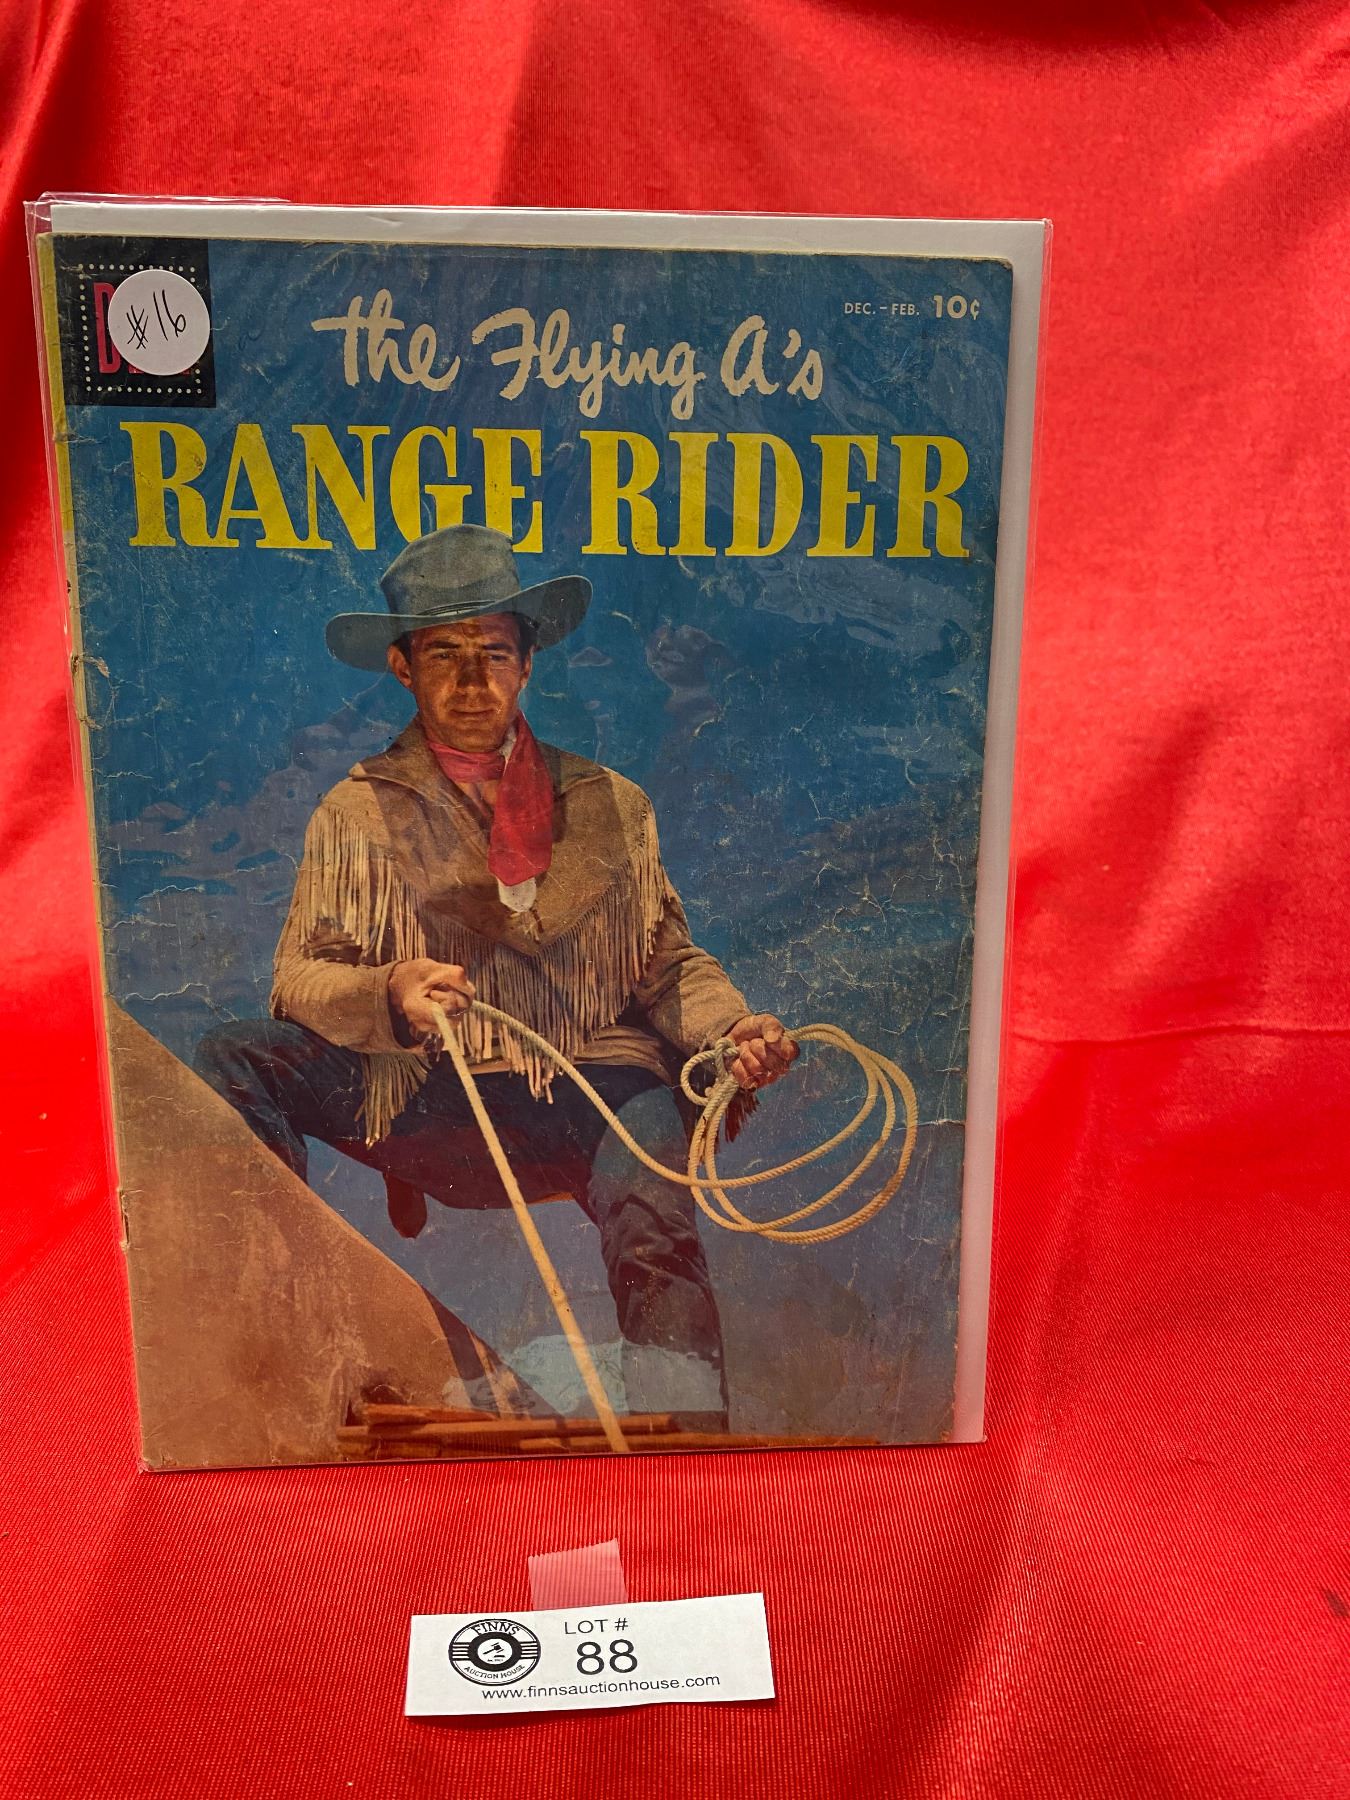 #16
DEC.-FEB. 10¢
the Flying A's
RANGE RIDER
FINNS
AUCTION HOUSE
LOT #
88
www.finnsauctionhouse.com